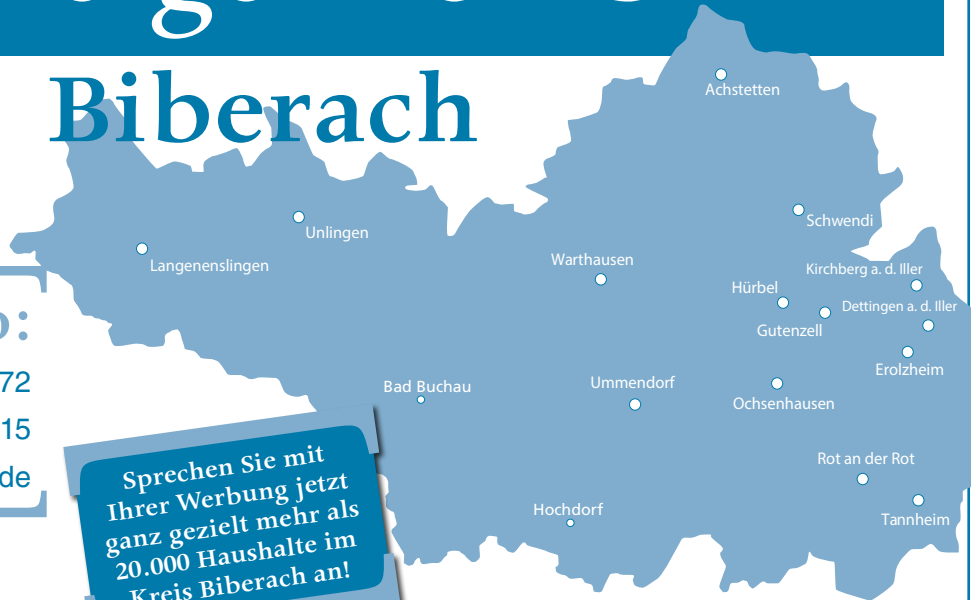 Biberach
Achstetten
Schwendi
Unlingen
Langenenslingen
Warthausen
Kirchberg a. d. Iller
Hürbel
Dettingen a. d. Iller
Gutenzell
Erolzheim
Bad Buchau
Ummendorf
Ochsenhausen
Rot an der Rot
Hochdorf
Tannheim
:
72
15
de
Sprechen Sie mit
Ihrer Werbung jetzt
ganz gezielt mehr als
20.000 Haushalte im
Kreis Biberach an!